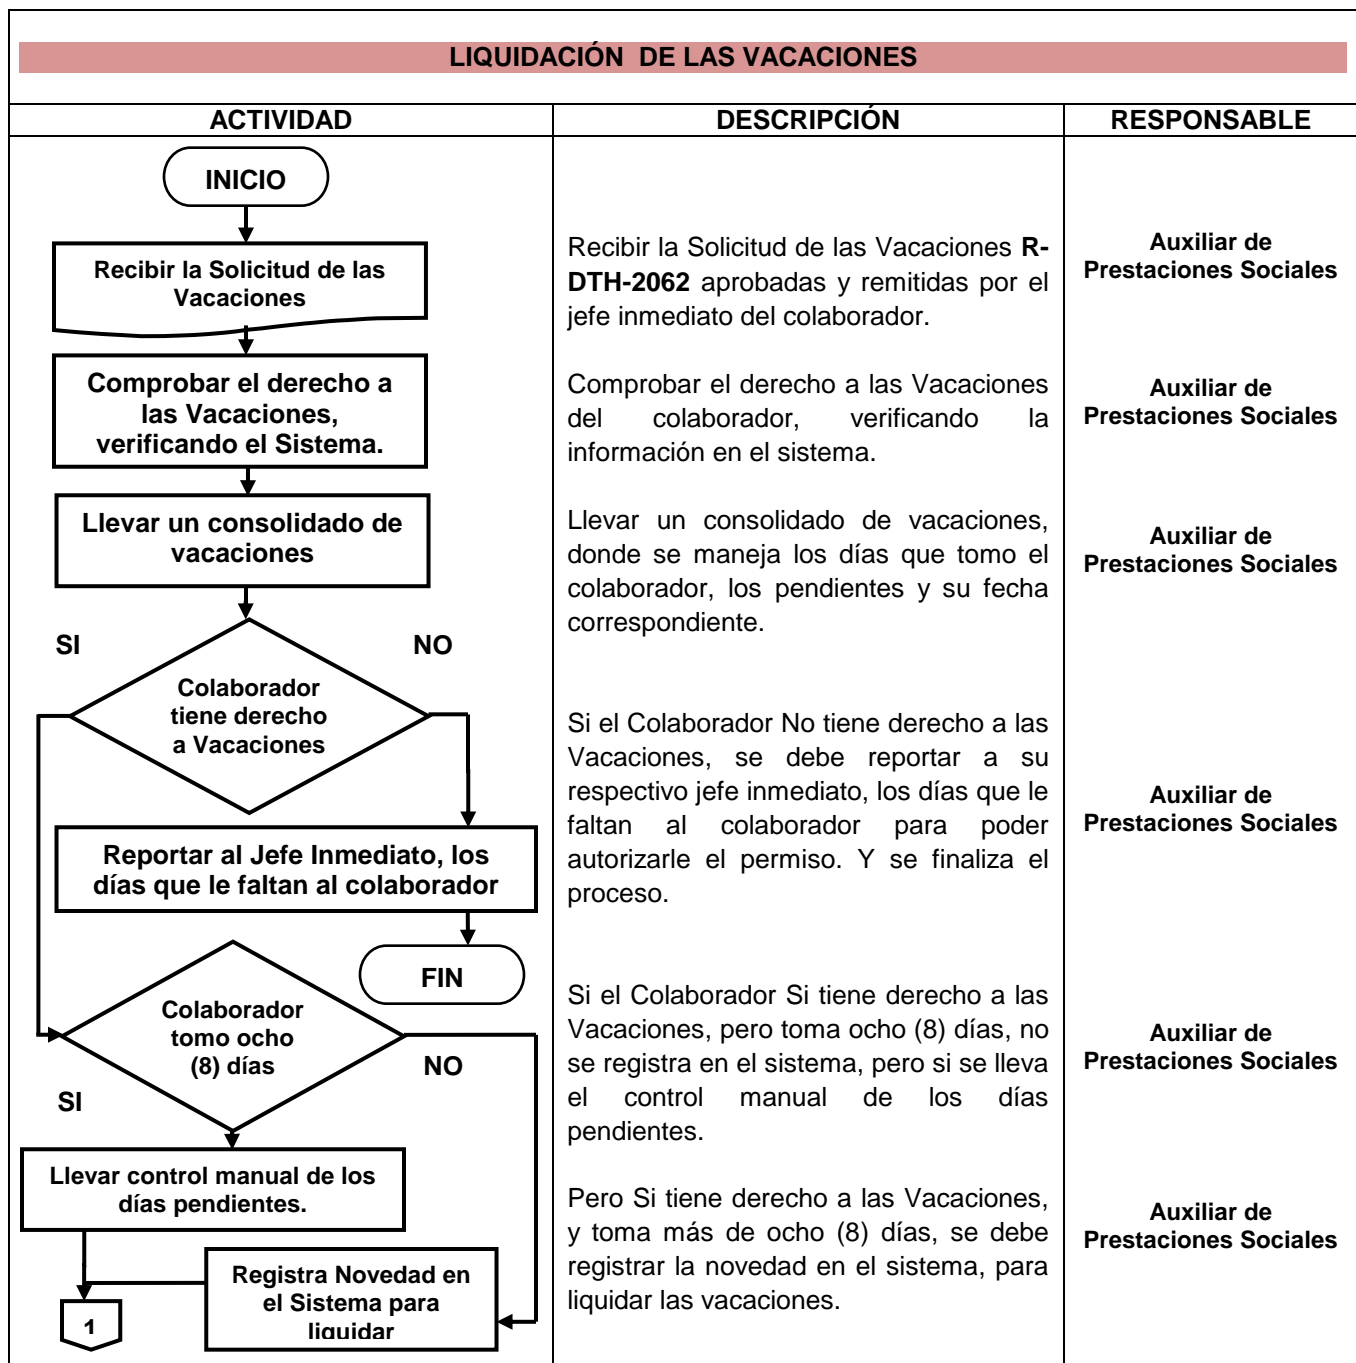 LIQUIDACIÓN DE LAS VACACIONES
ACTIVIDAD
DESCRIPCIÓN
RESPONSABLE
INICIO
Recibir la Solicitud de las
Vacaciones
Recibir la Solicitud de las Vacaciones R-
DTH-2062 aprobadas y remitidas por el
jefe inmediato del colaborador.
Auxiliar de
Prestaciones Sociales
Comprobar el derecho a
las Vacaciones,
verificando el Sistema.
Comprobar el derecho a las Vacaciones
del colaborador, verificando la
información en el sistema.
Auxiliar de
Prestaciones Sociales
Llevar un consolidado de
vacaciones
Llevar un consolidado de vacaciones,
donde se maneja los días que tomo el
colaborador, los pendientes y su fecha
correspondiente.
Auxiliar de
Prestaciones Sociales
SI
NO
Colaborador
tiene derecho
a Vacaciones
Reportar al Jefe Inmediato, los
días que le faltan al colaborador
FIN
Si el Colaborador No tiene derecho a las
Vacaciones, se debe reportar a su
respectivo jefe inmediato, los días que le
faltan al colaborador para poder
autorizarle el permiso. Y se finaliza el
proceso.
Auxiliar de
Prestaciones Sociales
Colaborador
tomo ocho
(8) días
NO
SI
Llevar control manual de los
días pendientes.
Si el Colaborador Si tiene derecho a las
Vacaciones, pero toma ocho (8) días, no
se registra en el sistema, pero si se lleva
el control manual de los días
pendientes.
Auxiliar de
Prestaciones Sociales
Registra Novedad en
el Sistema para
liquidar
1
Pero Si tiene derecho a las Vacaciones,
y toma más de ocho (8) días, se debe
registrar la novedad en el sistema, para
liquidar las vacaciones.
Auxiliar de
Prestaciones Sociales